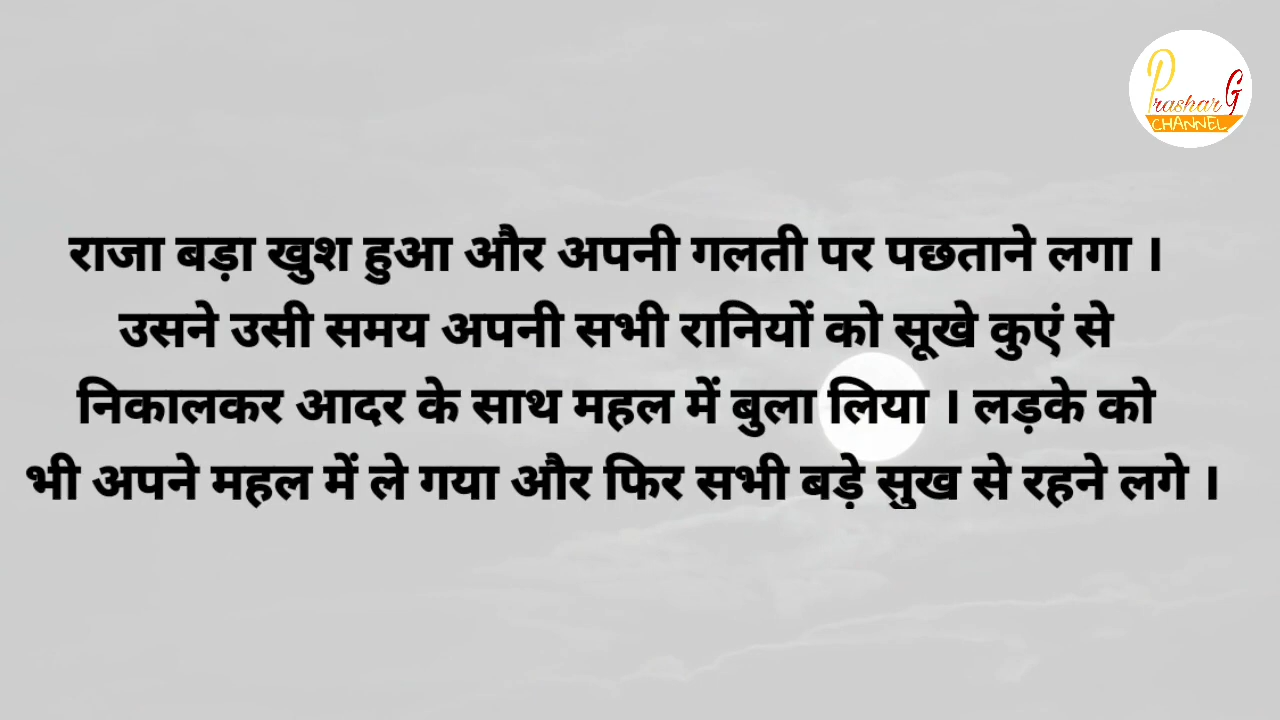 Prashar G
CHANNEL
राजा बड़ा खुश हुआ और अपनी गलती पर पछताने लगा ।
उसने उसी समय अपनी सभी रानियों को सूखे कुएं से
निकालकर आदर के साथ महल में बुला लिया । लड़के को
भी अपने महल में ले गया और फिर सभी बड़े सुख से रहने लगे ।